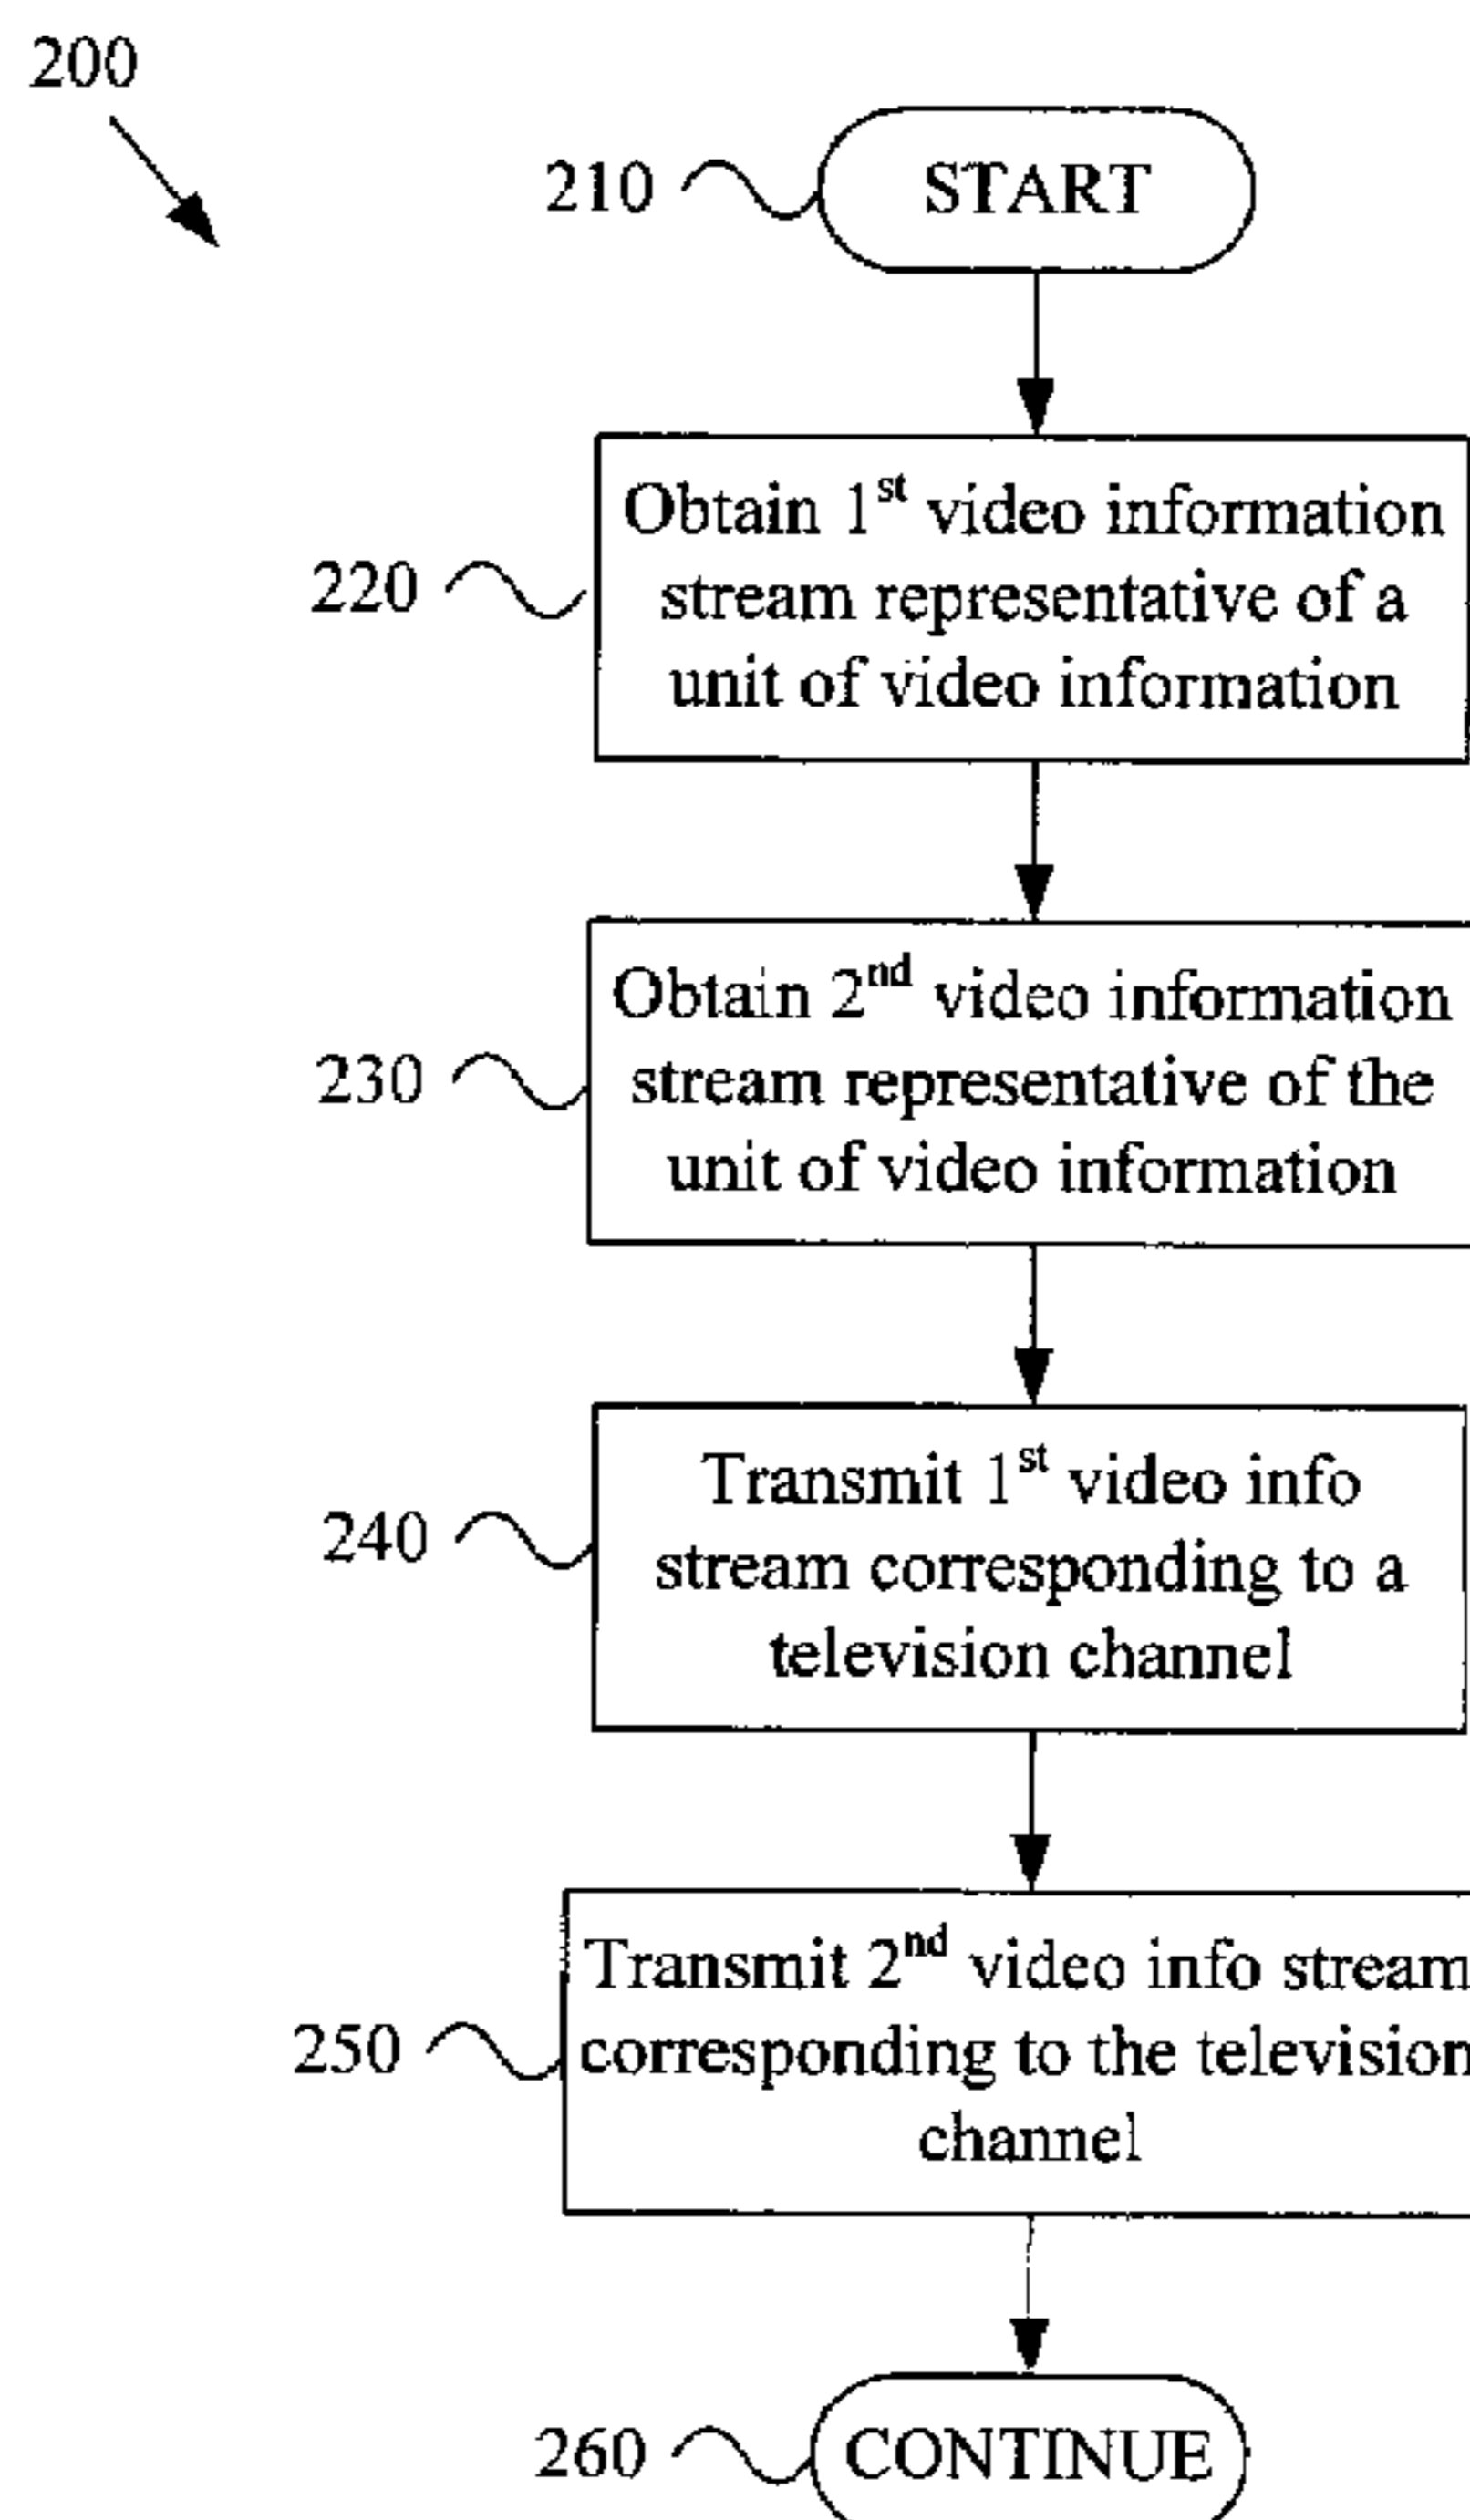 200
210
START
220
Obtain 1st video information
stream representative of a
unit of video information
230
Obtain 2nd video information
stream representative of the
unit of video information
240
Transmit 1st video info
stream corresponding to a
television channel
250
Transmit 2nd video info stream
corresponding to the television
channel
260
CONTINUE